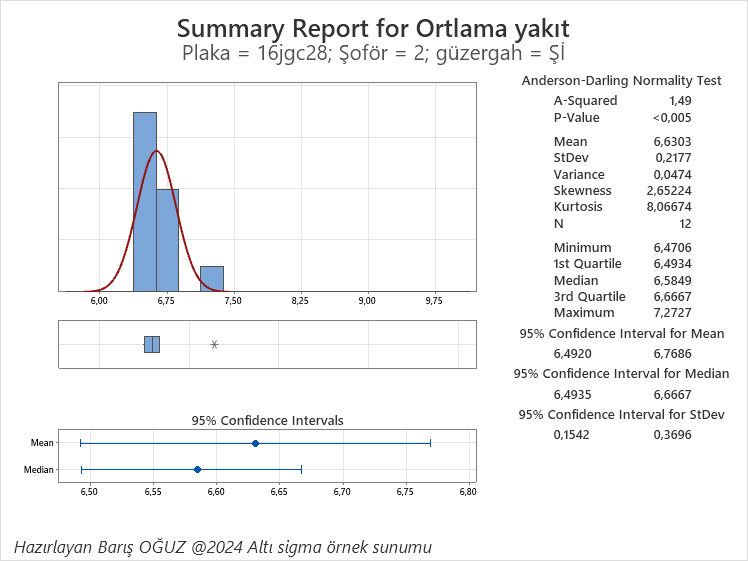 Summary Report for Ortlama yakıt
Plaka = 16jgc28; Şoför = 2; güzergah = Şİ
Anderson-Darling Normality Test
A-Squared 1,49
P-Value <0,005
Mean 6,6303
StDev 0,2177
Variance 0,0474
Skewness 2,65224
Kurtosis 8,06674
N 12
Minimum 6,4706
1st Quartile 6,4934
Median 6,5849
3rd Quartile 6,6667
Maximum 7,2727
95% Confidence Interval for Mean
6,4920 6,7686
95% Confidence Interval for Median
6,4935 6,6667
95% Confidence Interval for StDev
0,1542 0,3696
6,00 6,75 7,50 8,25 9,00 9,75
95% Confidence Intervals
Mean
Median
6,50 6,55 6,60 6,65 6,70 6,75 6,80
Hazırlayan Barış OĞUZ @2024 Altı sigma örnek sunumu